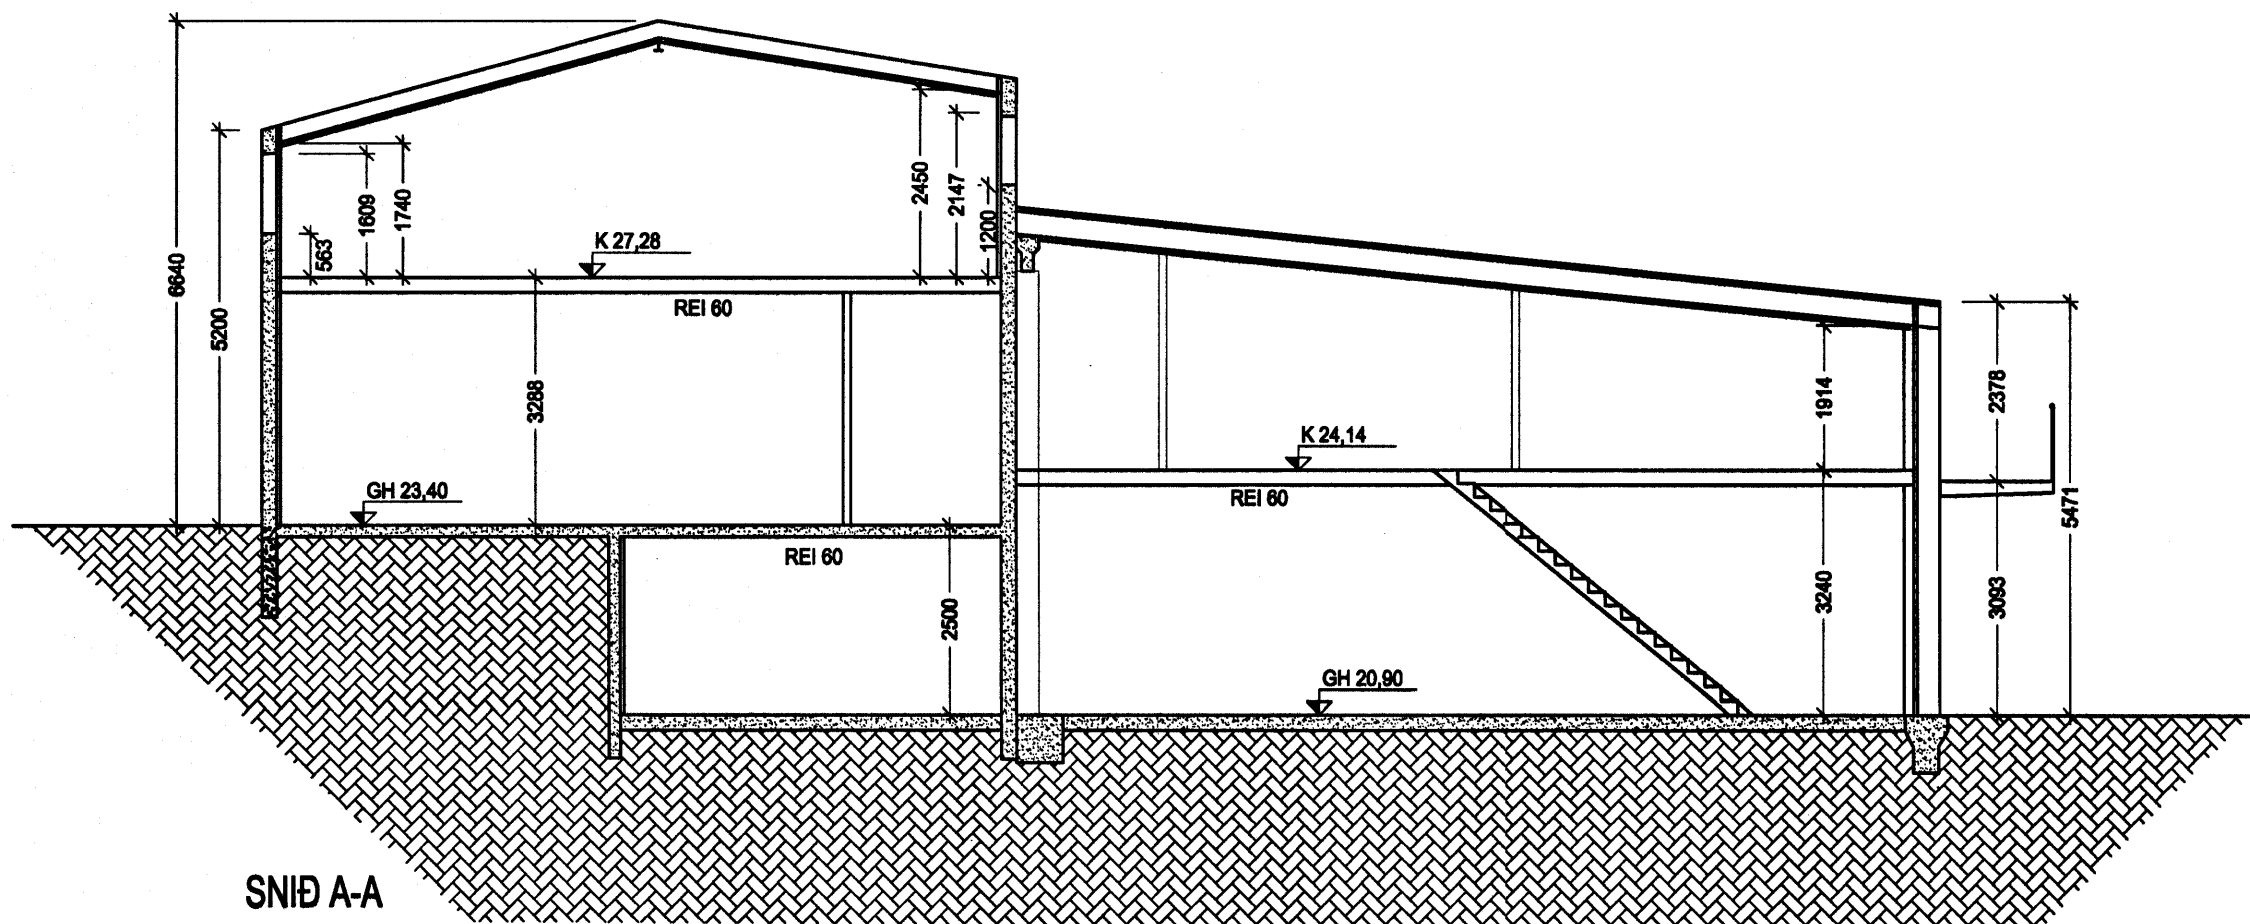 6640
5200
563
1609
1740
K 27,28
2450
2147
1200
REI 60
3288
GH 23,40
REI 60
2500
K 24,14
REI 60
GH 20,90
1914
3240
2378
3093
5471
SNIÐ A-A